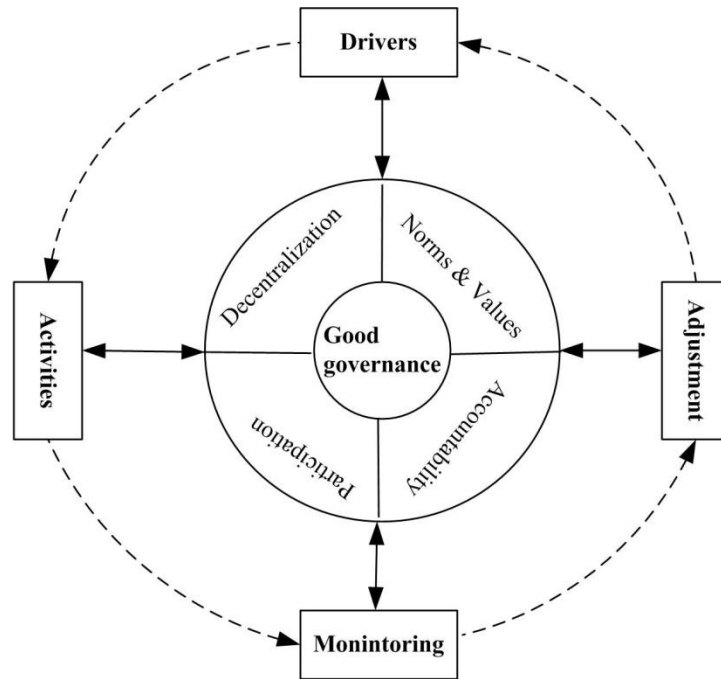 Drivers
Decentralization
Norms & Values
Activities
Good
governance
Adjustment
Participation
Accountability
Monintoring